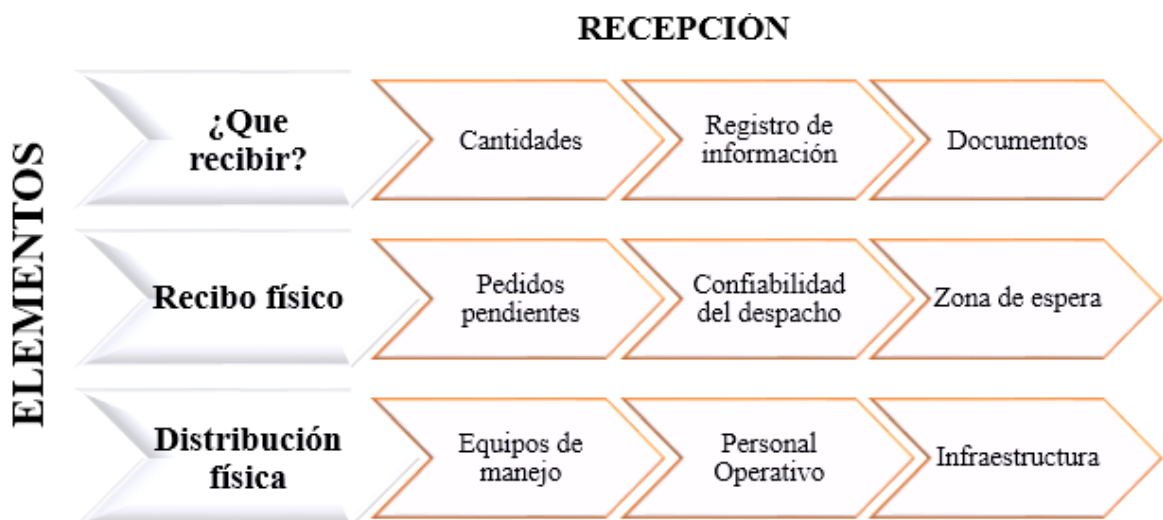 RECEPCIÓN
ELEMENTOS
¿Que
recibir?
Cantidades
Registro de
información
Documentos
Recibo físico
Pedidos
pendientes
Confiabilidad
del despacho
Zona de espera
Distribución
física
Equipos de
manejo
Personal
Operativo
Infraestructura